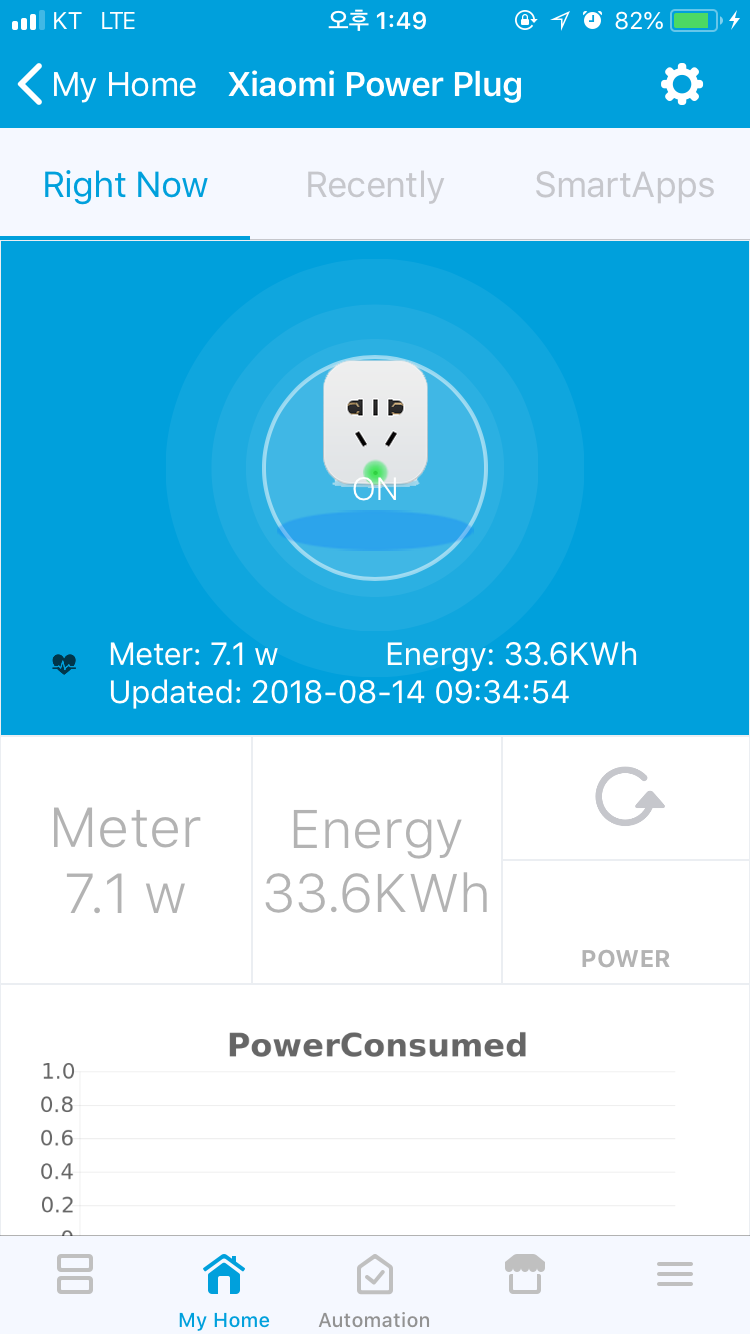 KT LTE 오후 1:49 82%
My Home Xiaomi Power Plug
Right Now Recently SmartApps
ON
Meter: 7.1 w Energy: 33.6KWh
Updated: 2018-08-14 09:34:54
Meter
7.1 w
Energy
33.6KWh
POWER
PowerConsumed
1.0
0.8
0.6
0.4
0.2
0
My Home Automation